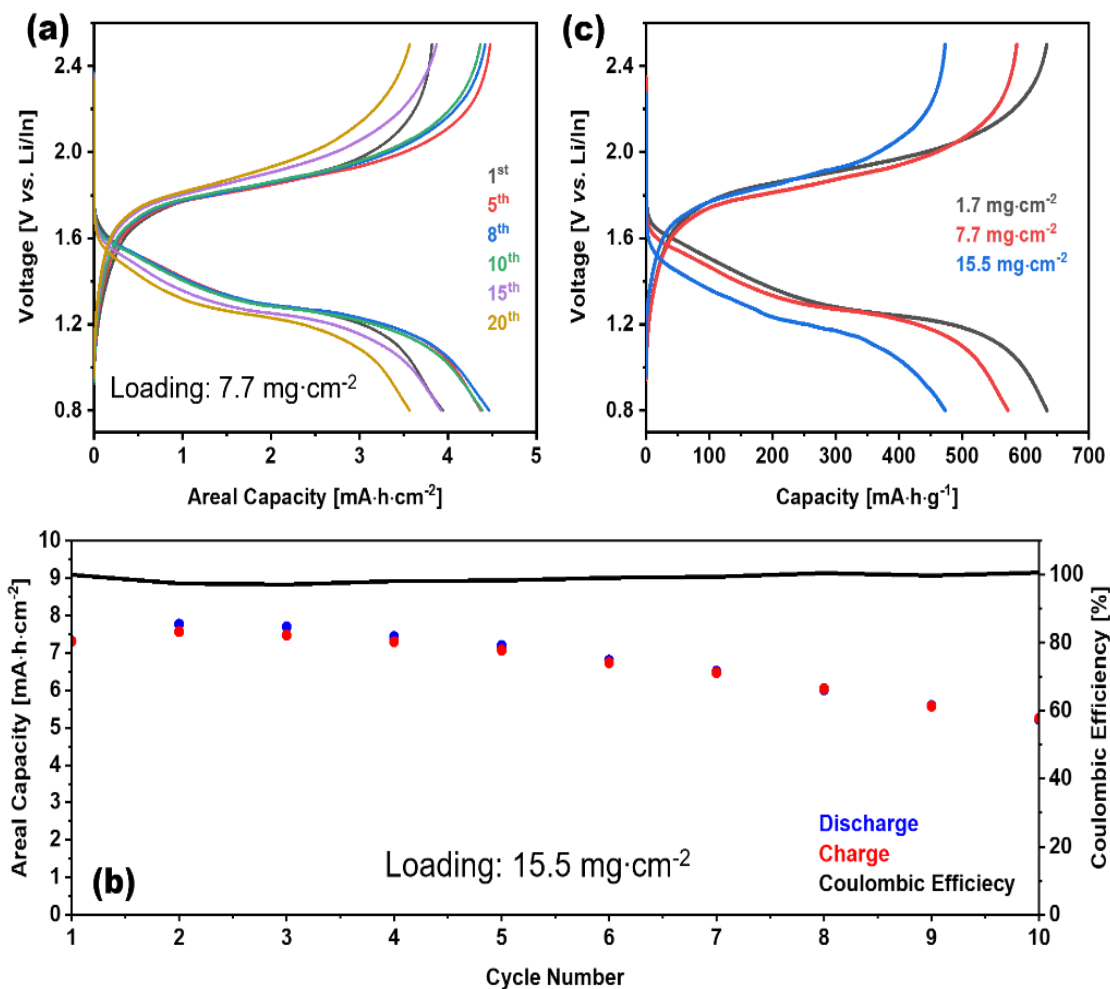 (a)
2.4
2.0
1.6
1.2
0.8
Voltage [V vs. Li/In]
1st
5th
8th
10th
15th
20th
Loading: 7.7 mg·cm-2
0 1 2 3 4 5
Areal Capacity [mA·h·cm-2]
(c)
2.4
2.0
1.6
1.2
0.8
Voltage [V vs. Li/In]
1.7 mg·cm-2
7.7 mg·cm-2
15.5 mg·cm-2
0 100 200 300 400 500 600 700
Capacity [mA·h·g-1]
10
9
8
7
6
5
4
3
2
1
0
Areal Capacity [mA·h·cm-2]
100
80
60
40
20
0
Coulombic Efficiency [%]
Discharge
Charge
Coulombic Efficiecy
Loading: 15.5 mg·cm-2
(b)
1 2 3 4 5 6 7 8 9 10
Cycle Number